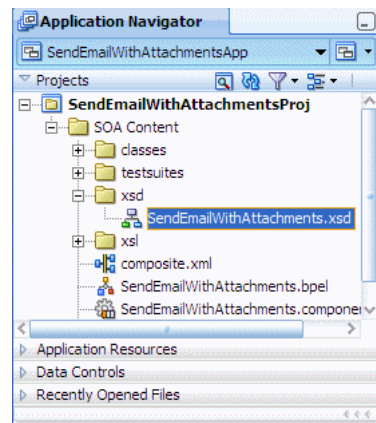 Application Navigator
SendEmailWithAttachmentsApp
Projects
SendEmailWithAttachmentsProj
SOA Content
classes
testsuites
xsd
SendEmailWithAttachments.xsd
xsl
composite.xml
SendEmailWithAttachments.bpel
SendEmailWithAttachments.componen
Application Resources
Data Controls
Recently Opened Files